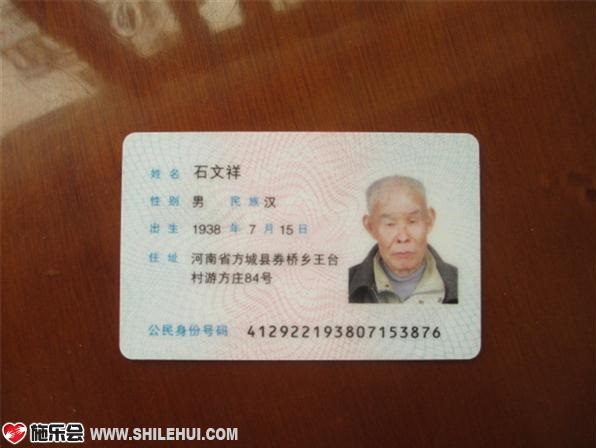 姓名 石文祥
性别 男 民族 汉
出生 1938 年 7 月 15 日
住址 河南省方城县券桥乡王台
村游方庄84号
公民身份号码 412922193807153876
施乐会 WWW.SHILEHUI.COM